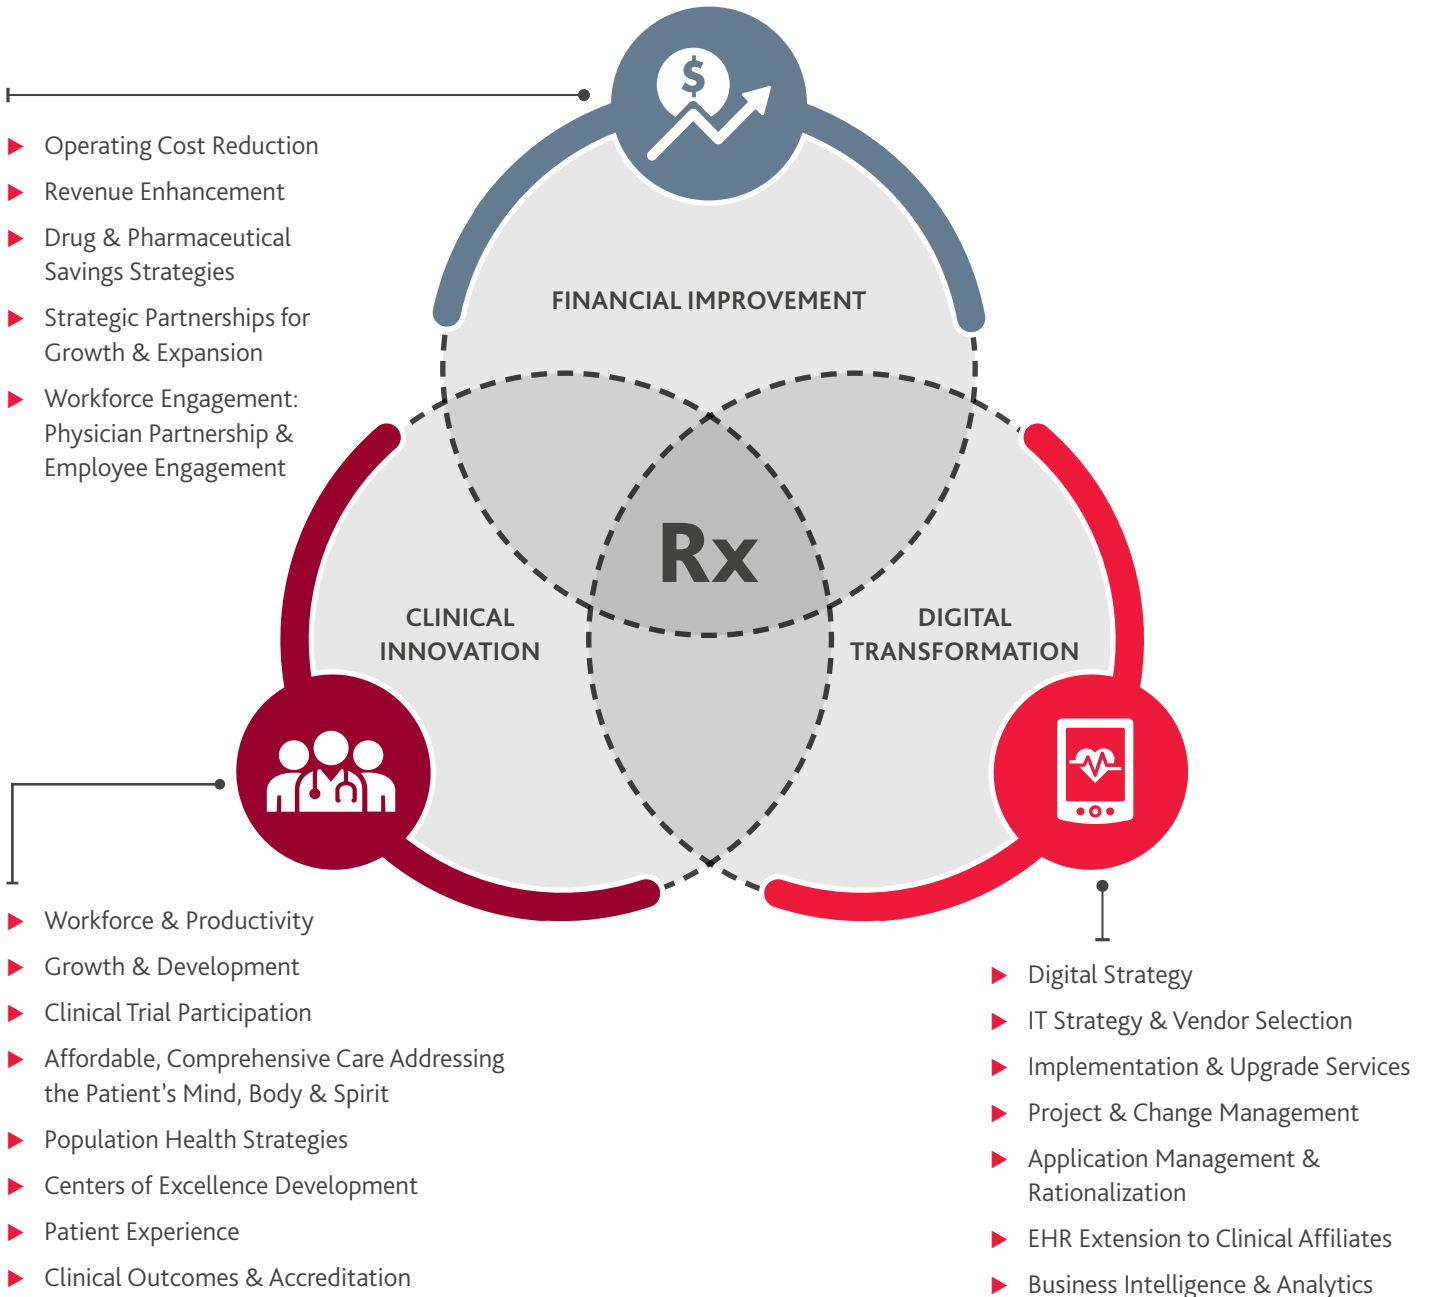 $
Operating Cost Reduction
Revenue Enhancement
Drug & Pharmaceutical
Savings Strategies
Strategic Partnerships for
Growth & Expansion
Workforce Engagement:
Physician Partnership &
Employee Engagement
FINANCIAL IMPROVEMENT
Rx
CLINICAL
INNOVATION
DIGITAL
TRANSFORMATION
Workforce & Productivity
Growth & Development
Clinical Trial Participation
Affordable, Comprehensive Care Addressing
the Patient's Mind, Body & Spirit
Population Health Strategies
Centers of Excellence Development
Patient Experience
Clinical Outcomes & Accreditation
Digital Strategy
IT Strategy & Vendor Selection
Implementation & Upgrade Services
Project & Change Management
Application Management &
Rationalization
EHR Extension to Clinical Affiliates
Business Intelligence & Analytics